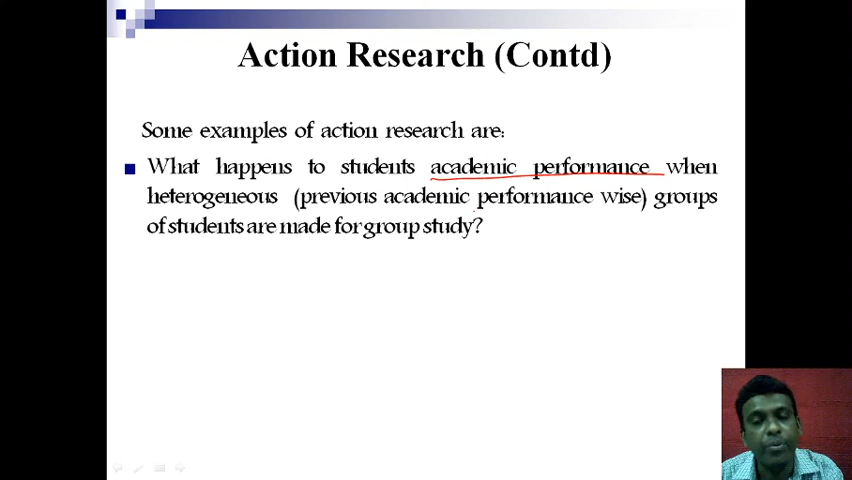 Action Research (Contd)
Some examples of action research are:
What happens to students academic performance when
heterogeneous (previous academic performance wise) groups
of students are made for group study?